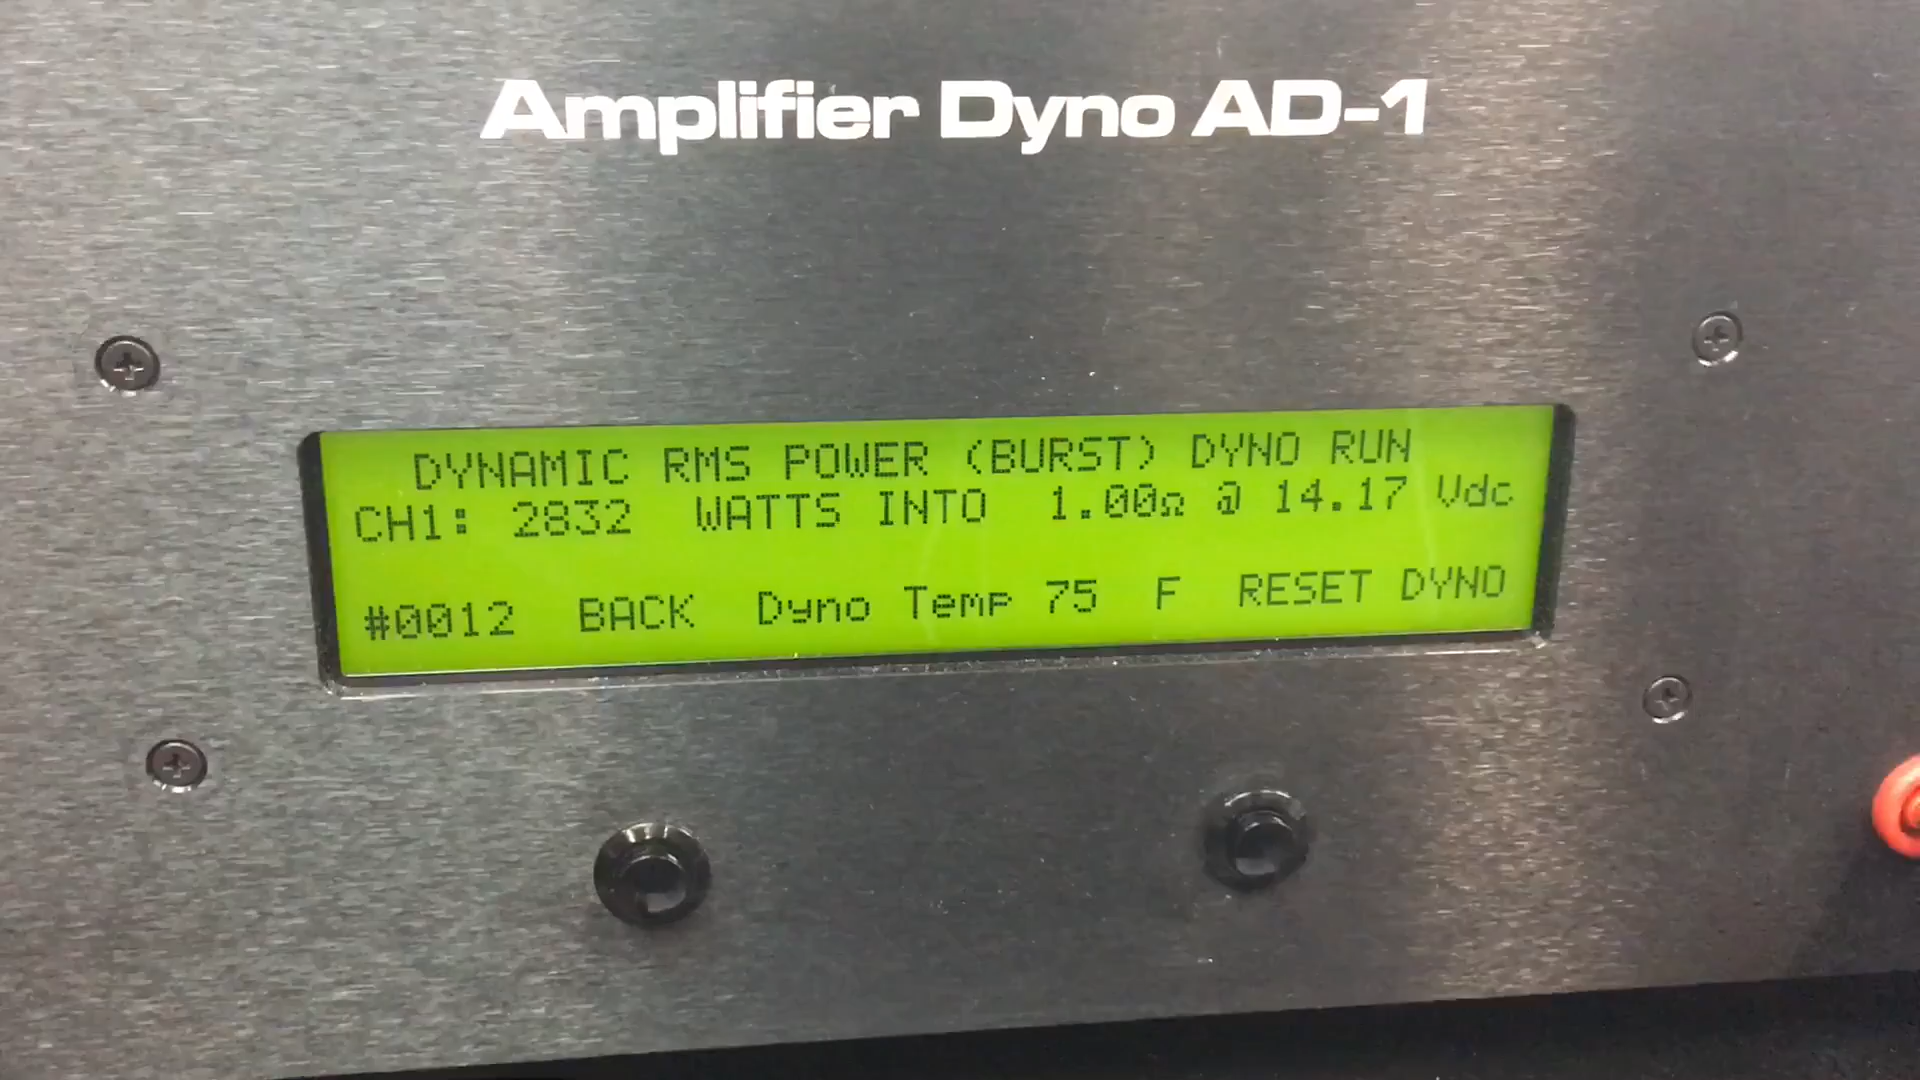 Amplifier Dyno AD-1
DYNAMIC RMS POWER (BURST) DYNO RUN
CH1: 2832 WATTS INTO 1.00Ω @ 14.17 Vdc
#0012 BACK Dyno Temp 75 F RESET DYNO